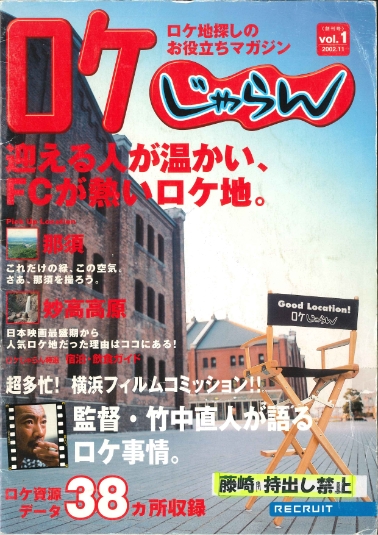 ロケ地探しの
お役立ちマガジン
〈創刊号〉
vol.1
2002.11
ロケ
じゃらん
迎える人が温かい、
FCが熱いロケ地。
Pick Up Location
那須
これだけの緑、この空気。
さあ、那須を撮ろう。
妙高高原
日本映画最盛期から
人気ロケ地だった理由はココにある!
宿泊・ロケガイド
Good Location!
ロケじゃらん
超多忙! 横浜フィルムコミッション!!
監督・竹中直人が語る
ロケ事情。
ロケ資源
データ38ヵ所収録
藤崎 持出し禁止
RECRUIT